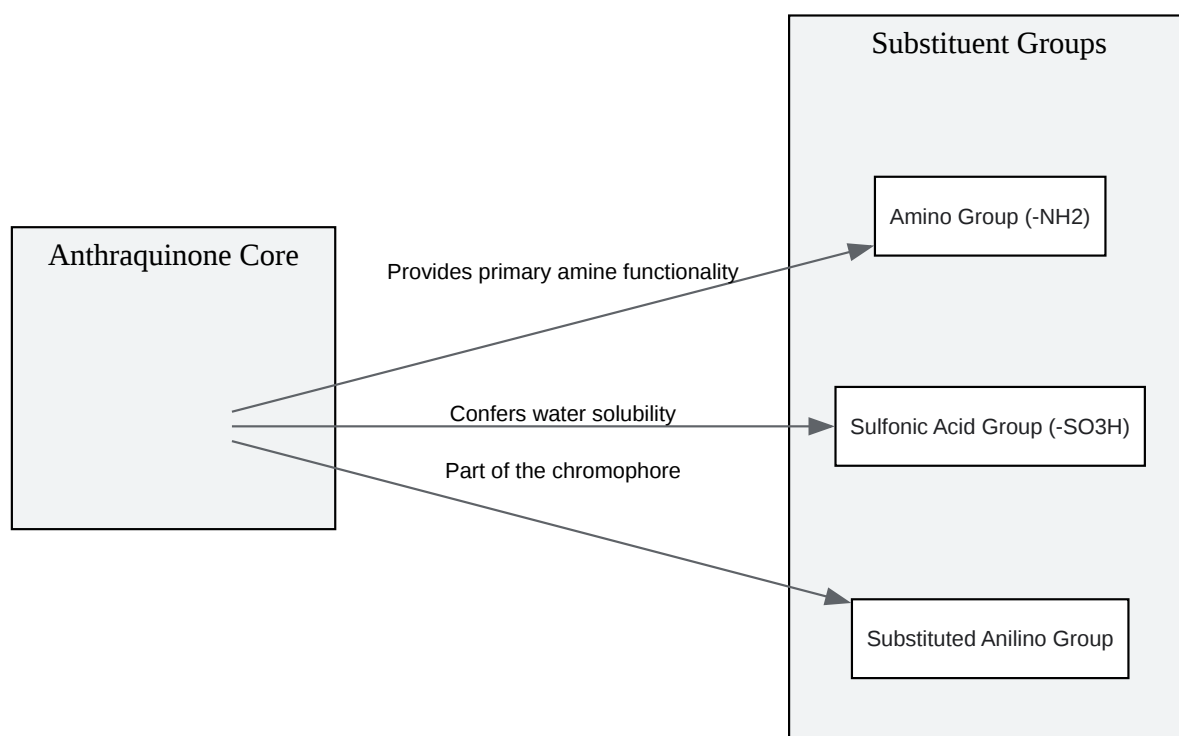 Substituent Groups
Amino Group (-NH2)
Anthraquinone Core
Provides primary amine functionality
Confers water solubility
Sulfonic Acid Group (-SO3H)
Part of the chromophore
Substituted Anilino Group